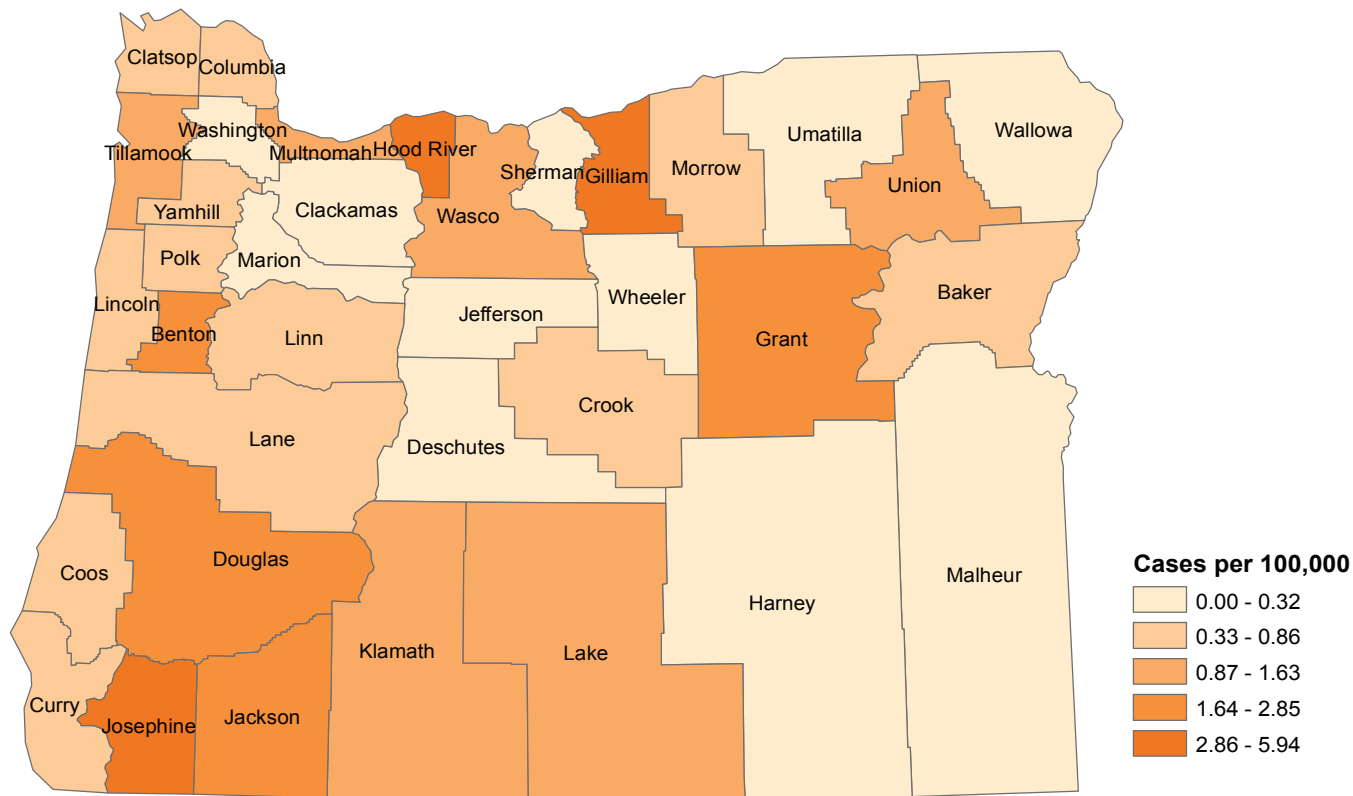 Clatsop
Columbia
Washington
Tillamook
Multnomah
Hood River
Sherman
Gilliam
Morrow
Umatilla
Wallowa
Union
Yamhill
Clackamas
Wasco
Polk
Marion
Lincoln
Benton
Linn
Jefferson
Wheeler
Grant
Baker
Crook
Lane
Deschutes
Douglas
Coos
Klamath
Lake
Harney
Malheur
Curry
Josephine
Jackson
Cases per 100,000
0.00 - 0.32
0.33 - 0.86
0.87 - 1.63
1.64 - 2.85
2.86 - 5.94